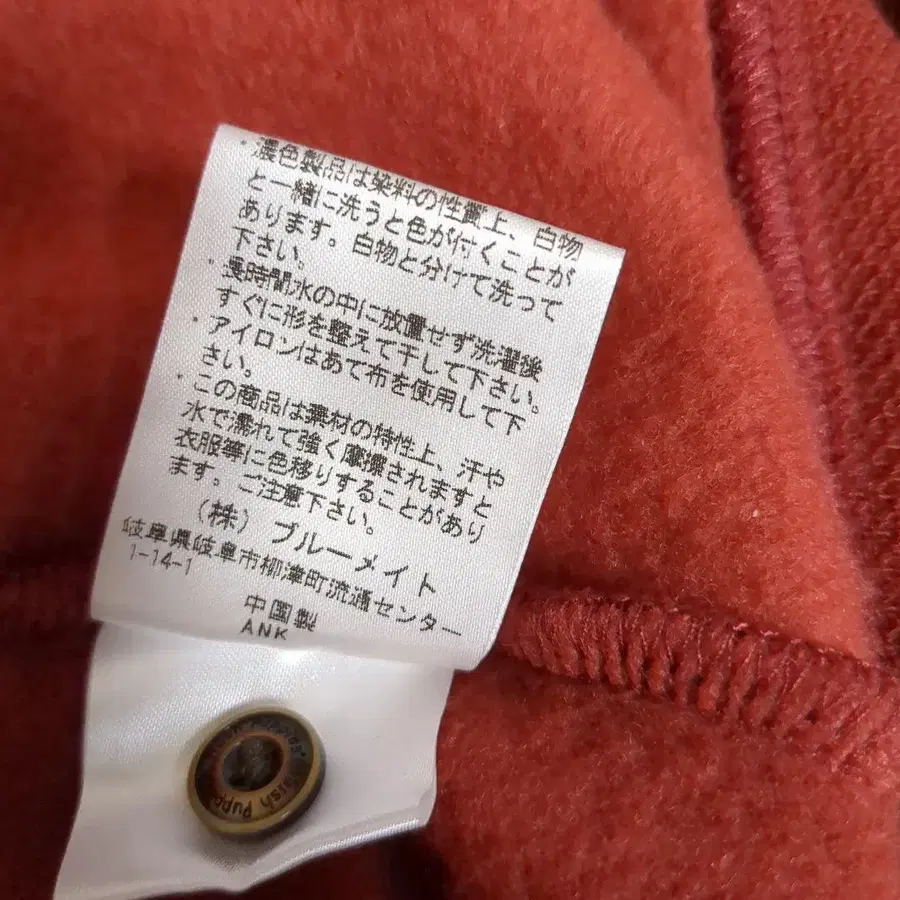 ・濃色製品は染料の性質上、白物
と一緒に洗うと色が付くことが
あります。白物と分けて洗って
下さい。
・長時間水の中に放置せず洗濯後
すぐに形を整えて干して下さい。
・アイロンはあて布を使用して下
さい。
・この商品は素材の特性上、汗や
水で濡れて強く摩擦されますと
衣服等に色移りすることがあり
ます。ご注意下さい。
(株) ブルーメイト
岐阜県岐阜市柳津町流通センター
1-14-1
中国製
ANK
Hush Puppies